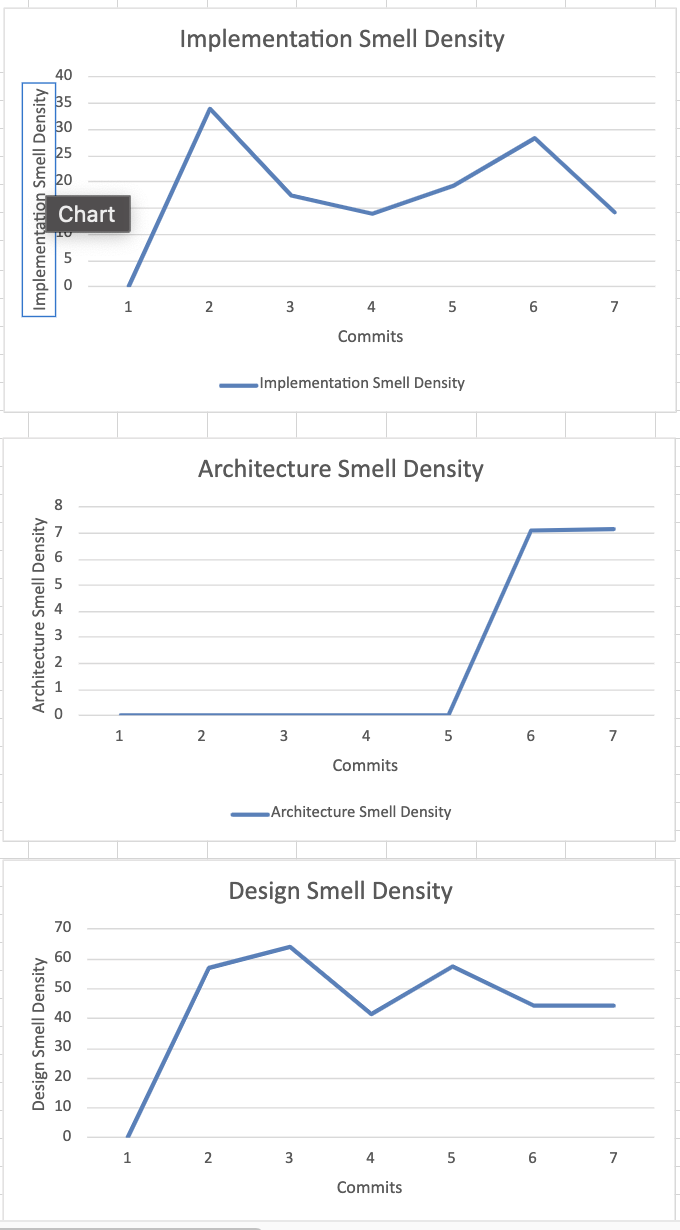 Implementation Smell Density
Implementation Smell Density
40
35
30
25
20
Chart
10
5
0
1 2 3 4 5 6 7
Commits
Implementation Smell Density
Architecture Smell Density
Architecture Smell Density
8
7
6
5
4
3
2
1
0
1 2 3 4 5 6 7
Commits
Architecture Smell Density
Design Smell Density
Design Smell Density
70
60
50
40
30
20
10
0
1 2 3 4 5 6 7
Commits